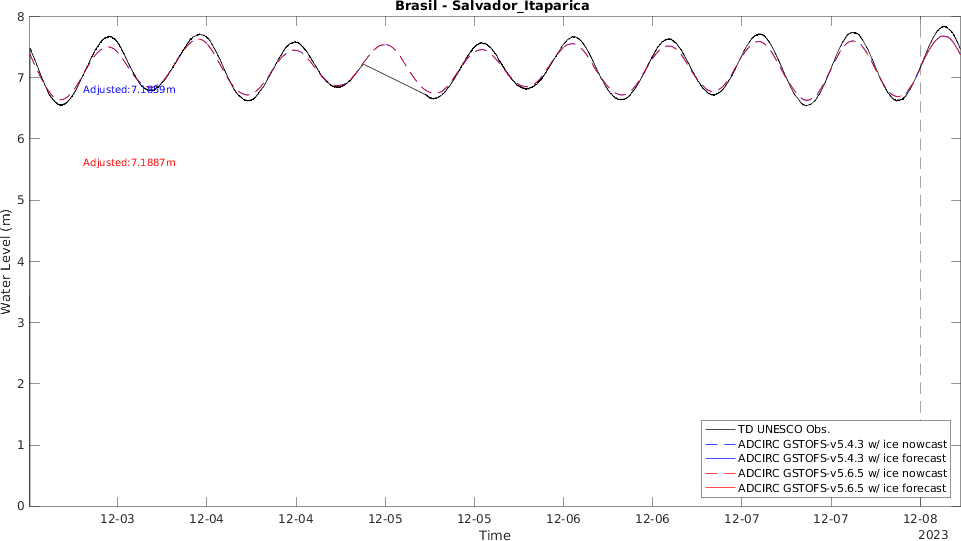 Brasil - Salvador_Itaparica
8
7
6
5
4
3
2
1
0
Water Level (m)
Adjusted:7.1889m
Adjusted:7.1887m
TD UNESCO Obs.
ADCIRC GSTOFS-v5.4.3 w/ ice nowcast
ADCIRC GSTOFS-v5.4.3 w/ ice forecast
ADCIRC GSTOFS-v5.6.5 w/ ice nowcast
ADCIRC GSTOFS-v5.6.5 w/ ice forecast
12-03 12-04 12-04 12-05 12-05 12-06 12-06 12-07 12-07 12-08
Time
2023